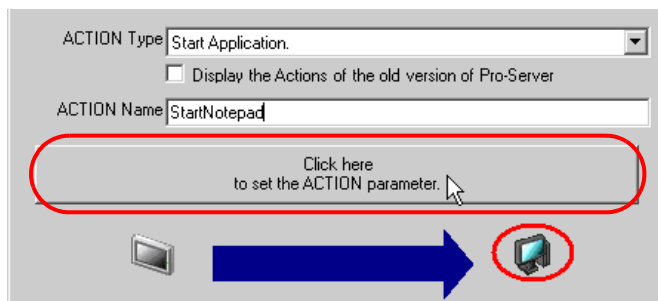 ACTION Type Start Application.
Display the Actions of the old version of Pro-Server
ACTION Name StartNotepad
Click here
to set the ACTION parameter.